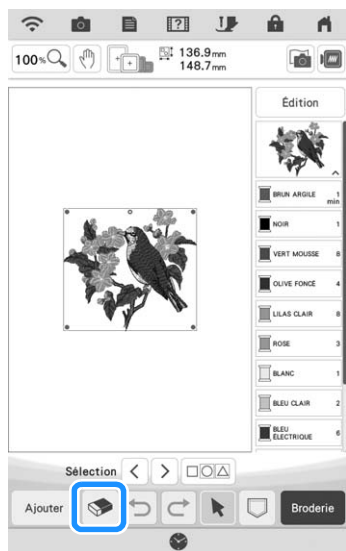 100%
136.9mm
148.7mm
Édition
BRUN ARGILE 1
min
NOIR 1
VERT MOUSSE 8
OLIVE FONCÉ 4
LILAS CLAIR 8
ROSE 3
BLANC 1
BLEU CLAIR 2
BLEU
ÉLECTRIQUE 6
Sélection
Ajouter
Broderie